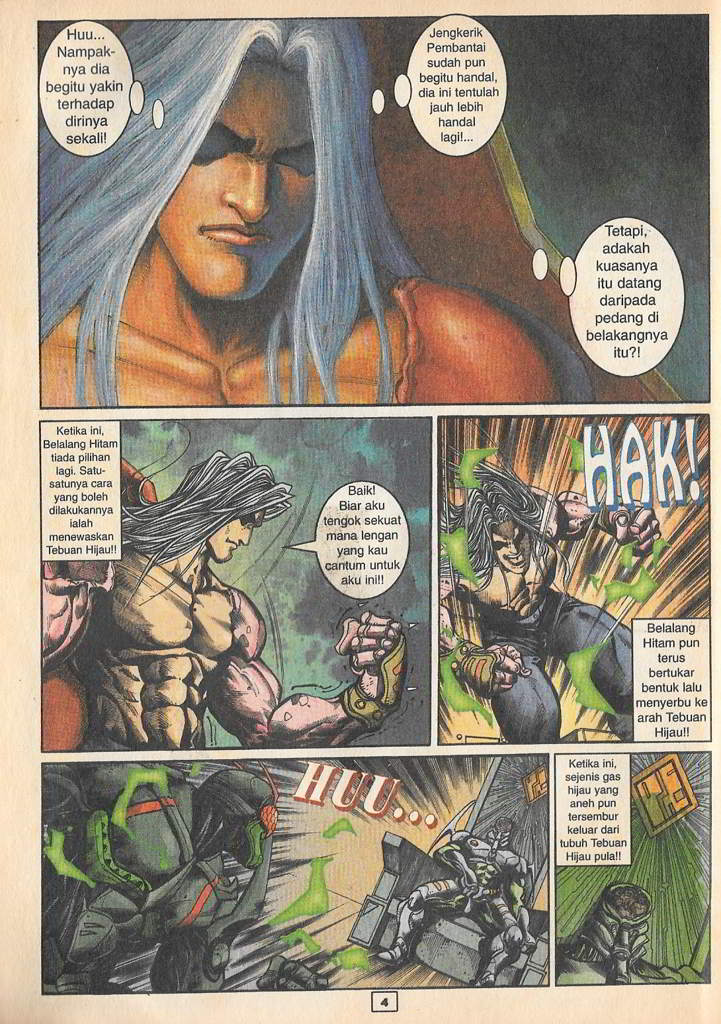 Huu...
Nampak-
nya dia
begitu yakin
terhadap
dirinya
sekali!
Jengkerik
Pembantai
sudah pun
begitu handal,
dia ini tentulah
jauh lebih
handal
lagi!...
Tetapi,
adakah
kuasanya
itu datang
daripada
pedang di
belakangnya
itu?!
Ketika ini,
Belalang Hitam
tiada pilihan
lagi. Satu-
satunya cara
yang boleh
dilakukannya
ialah
menewaskan
Tebuan Hijau!!
Baik!
Biar aku
tengok sekuat
mana lengan
yang kau
cantum untuk
aku ini!!
HAK!
Belalang
Hitam pun
terus
bertukar
bentuk lalu
menyerbu ke
arah Tebuan
Hijau!!
HUU...
Ketika ini,
sejenis gas
hijau yang
aneh pun
tersembur
keluar dari
tubuh Tebuan
Hijau pula!!
4